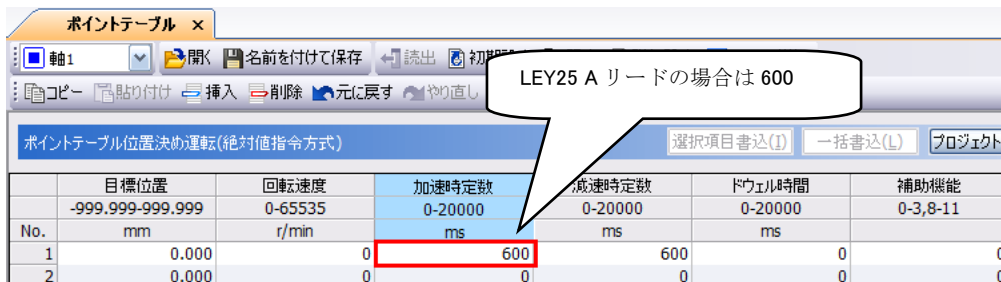 ポイントテーブル ×
軸1 開く 名前を付けて保存 読出
LEY25 A リードの場合は 600
コピー 貼り付け 挿入 削除 元に戻す やり直し
ポイントテーブル位置決め運転(絶対値指令方式) 選択項目書込(I) 一括書込(L) プロジェクト
目標位置 回転速度 加速時定数 減速時定数 ドウェル時間 補助機能
-999.999-999.999 0-65535 0-20000 0-20000 0-20000 0-3,8-11
No. mm r/min ms ms ms
1 0.000 0 600 600 0 0
2 0.000 0 0 0 0 0